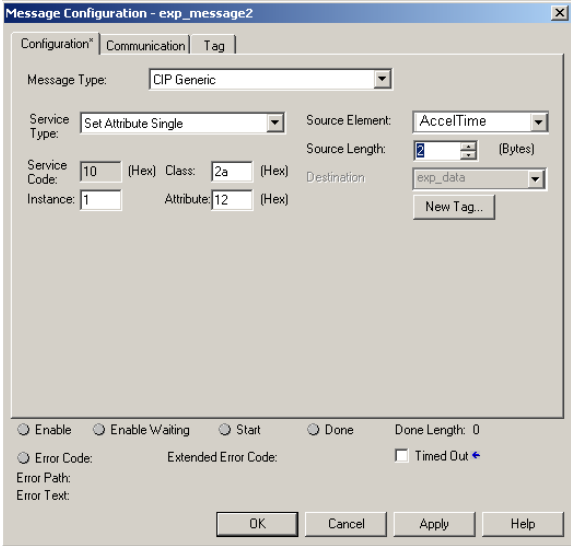 Message Configuration - exp_message2
Configuration* Communication Tag
Message Type: CIP Generic
Service Type: Set Attribute Single
Source Element: AccelTime
Source Length: 2 (Bytes)
Service Code: 10 (Hex) Class: 2a (Hex)
Destination exp_data
Instance: 1 Attribute: 12 (Hex)
New Tag...
Enable Enable Waiting Start Done Done Length: 0
Error Code: Extended Error Code: Timed Out
Error Path:
Error Text:
OK Cancel Apply Help